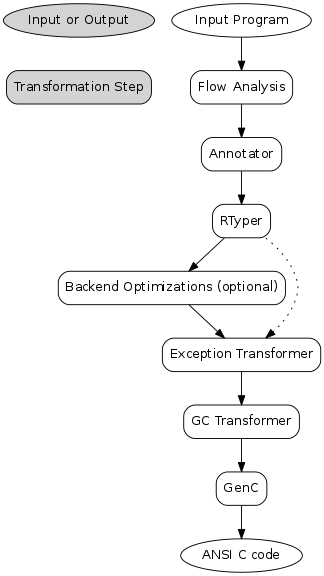 Input or Output
Input Program
Transformation Step
Flow Analysis
Annotator
RTyper
Backend Optimizations (optional)
Exception Transformer
GC Transformer
GenC
ANSI C code